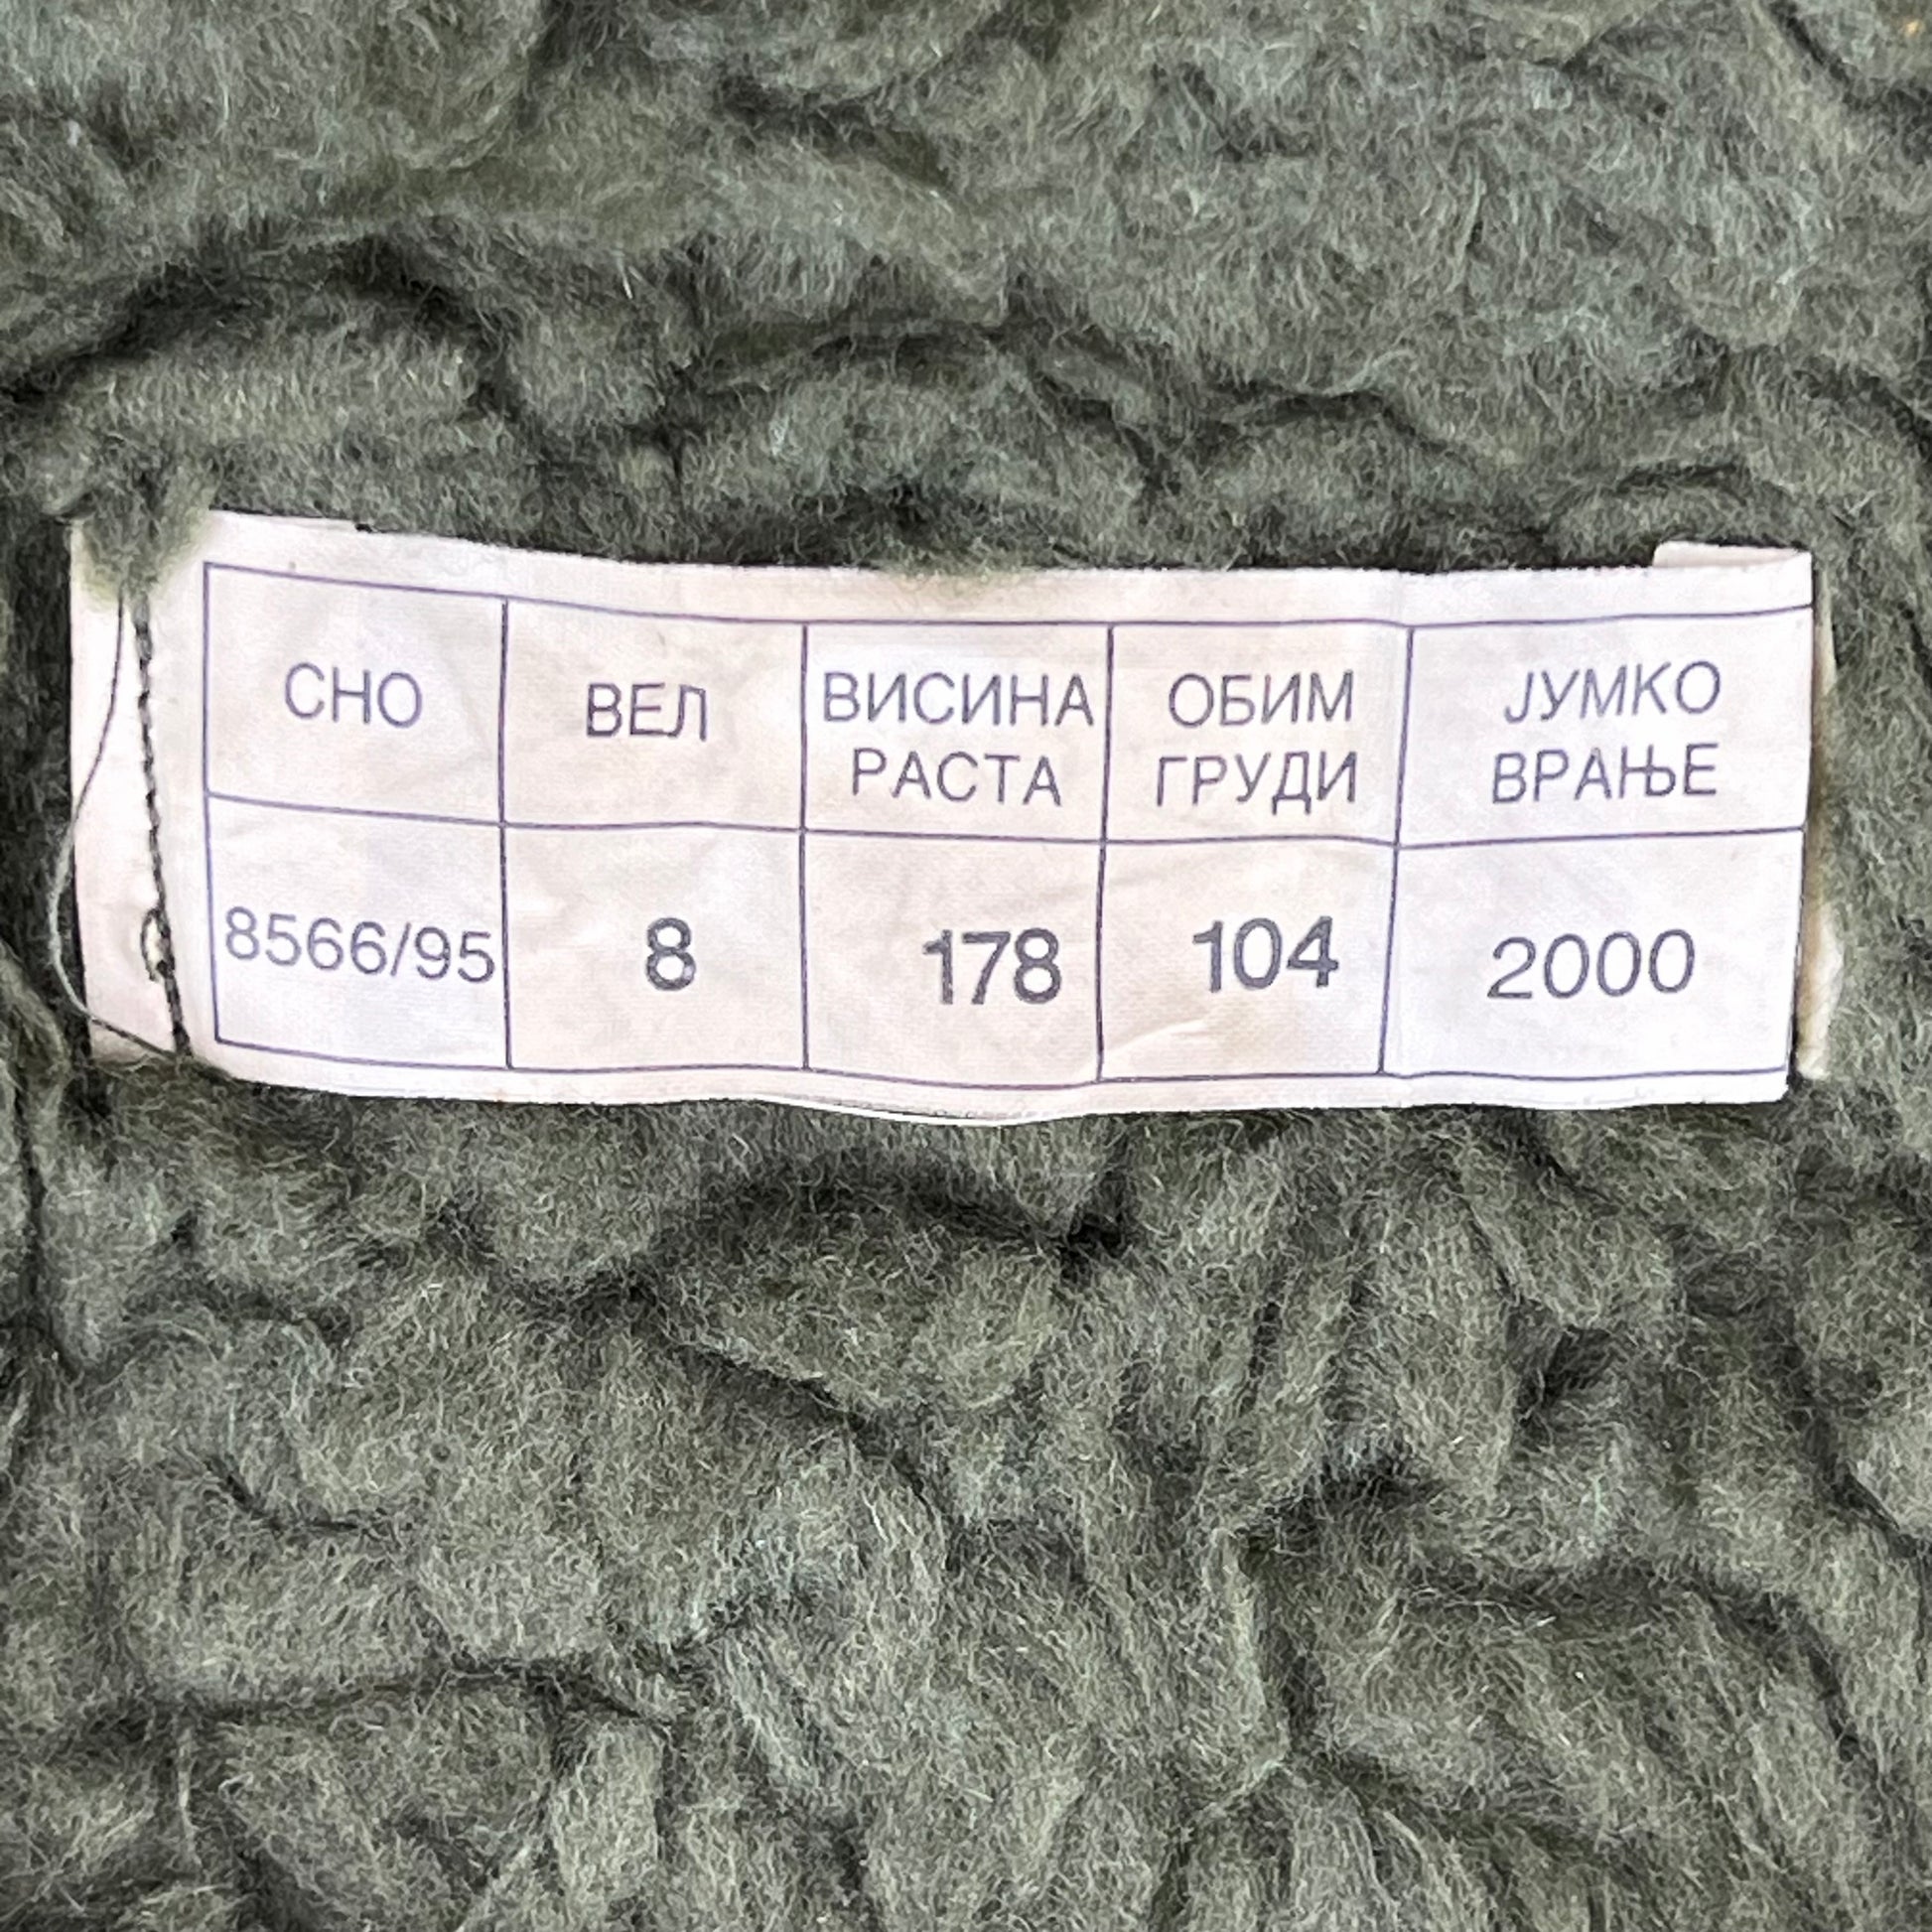 СНО ВЕЛ ВИСИНА РАСТА ОБИМ ГРУДИ ЈУМКО ВРАЊЕ
8566/95 8 178 104 2000